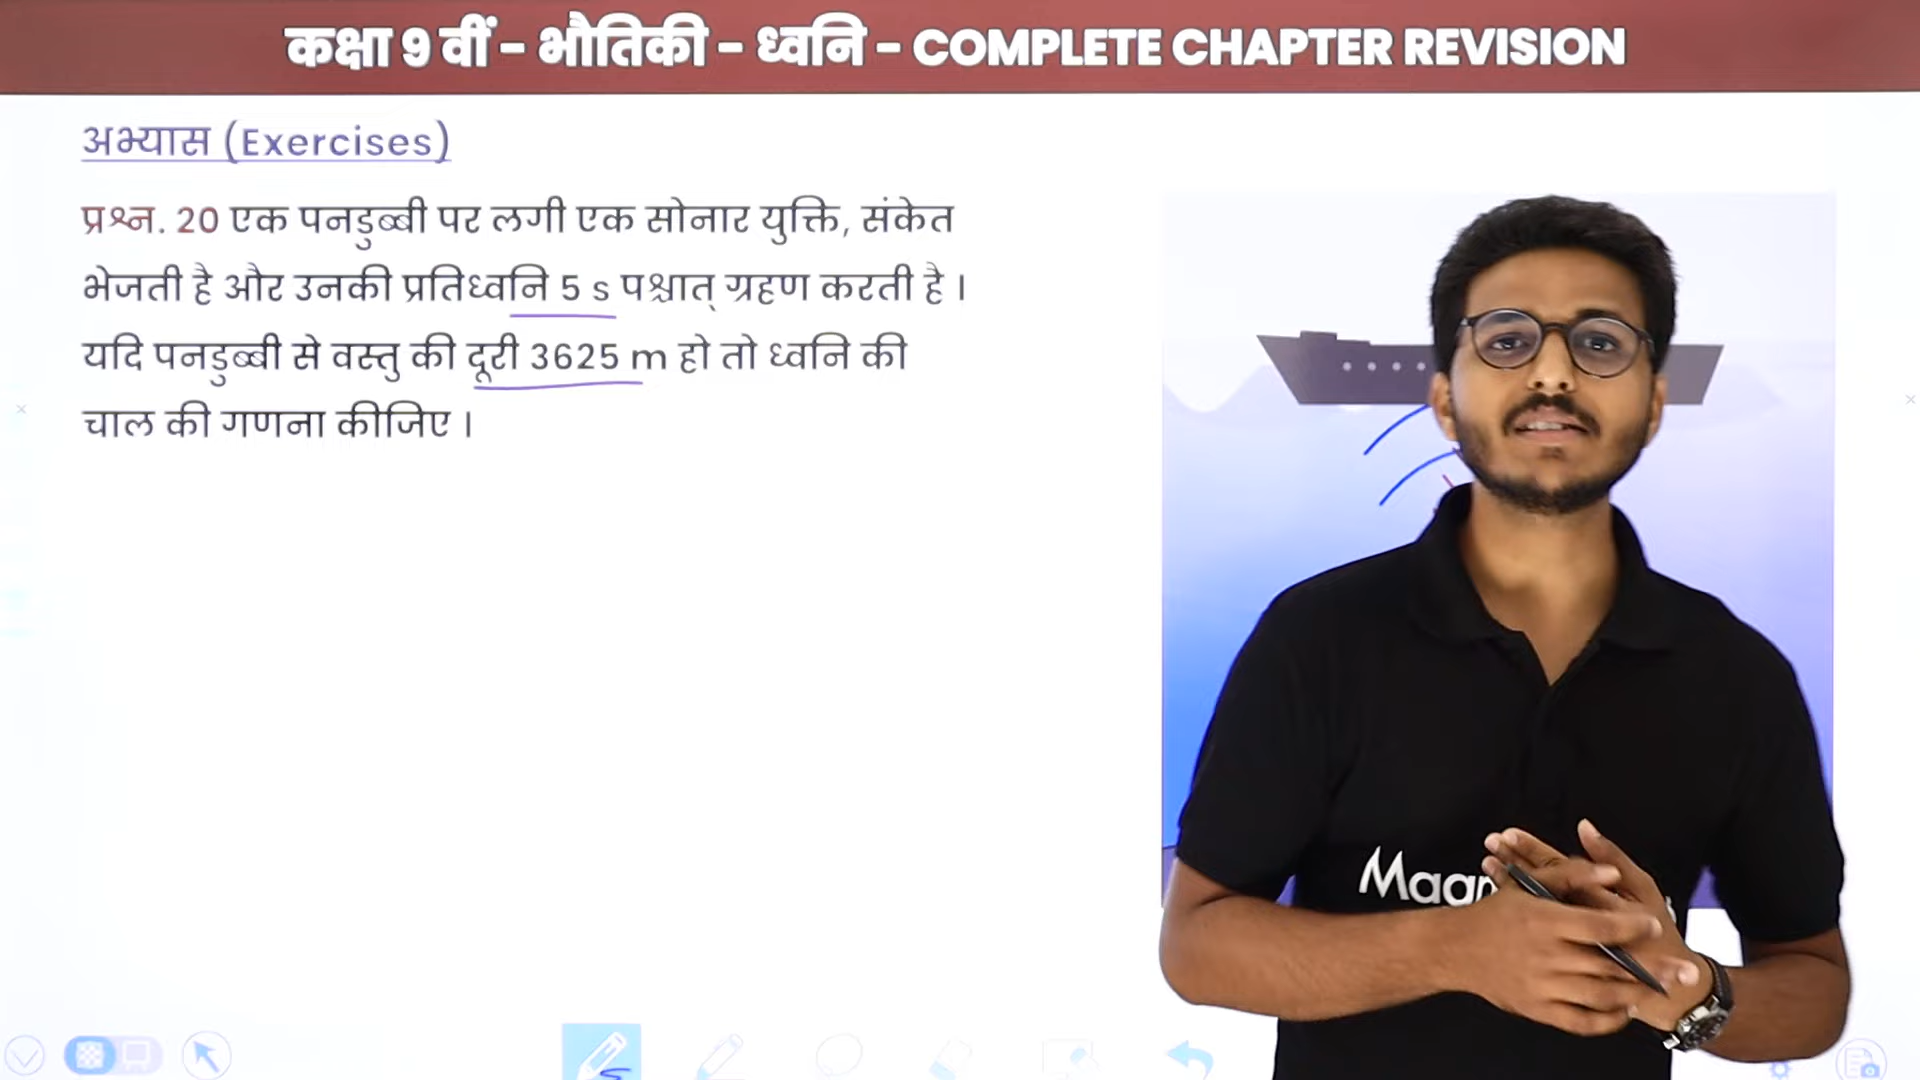 कक्षा 9 वीं - भौतिकी - ध्वनि - COMPLETE CHAPTER REVISION
अभ्यास (Exercises)
प्रश्न. 20 एक पनडुब्बी पर लगी एक सोनार युक्ति, संकेत
भेजती है और उनकी प्रतिध्वनि 5 s पश्चात् ग्रहण करती है ।
यदि पनडुब्बी से वस्तु की दूरी 3625 m हो तो ध्वनि की
चाल की गणना कीजिए ।